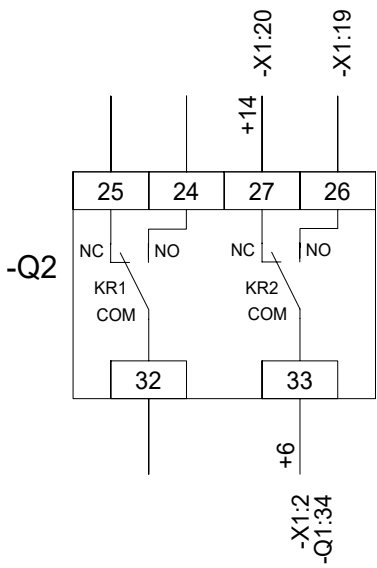 -X1:20
-X1:19
+14
25
24
27
26
-Q2
NC
NO
NC
NO
KR1
KR2
COM
COM
32
33
+6
-X1:2
-Q1:34